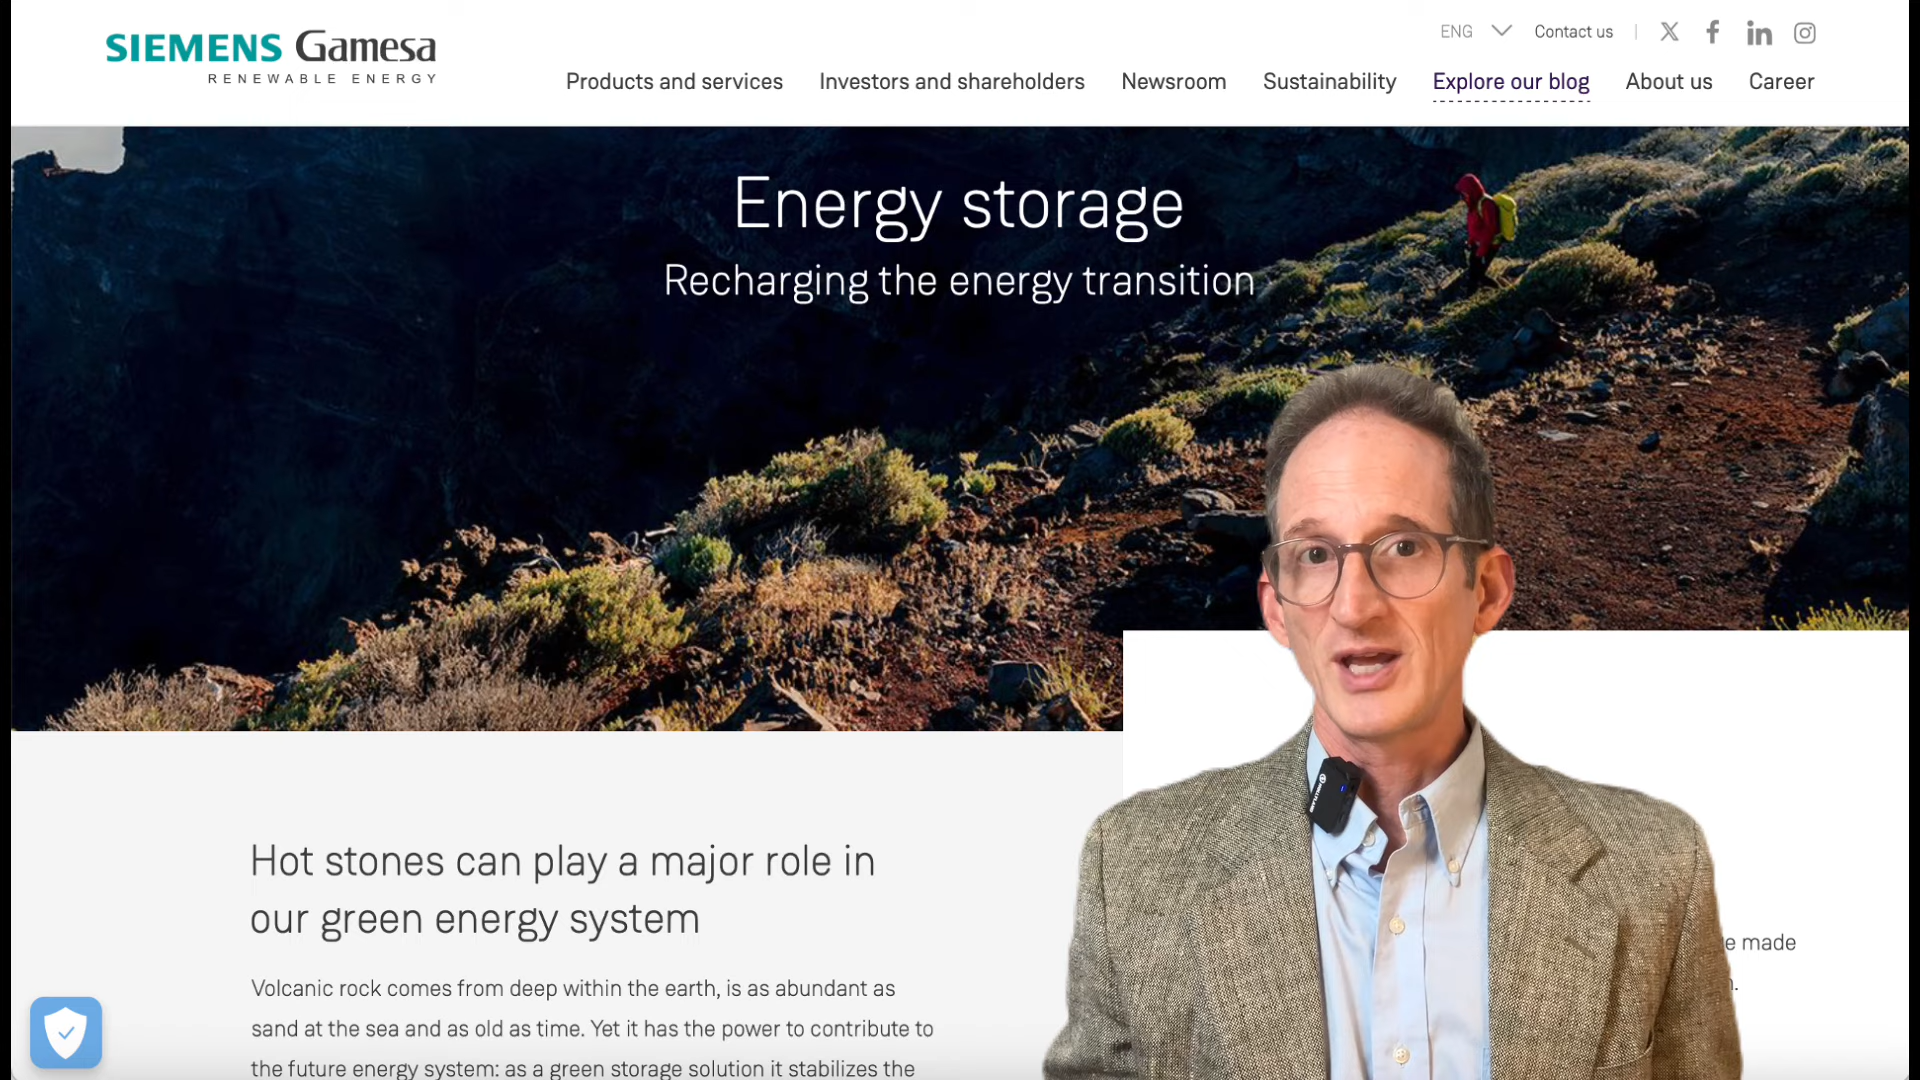 SIEMENS Gamesa
RENEWABLE ENERGY
ENG
Contact us
Products and services
Investors and shareholders
Newsroom
Sustainability
Explore our blog
About us
Career
Energy storage
Recharging the energy transition
Hot stones can play a major role in
our green energy system
Volcanic rock comes from deep within the earth, is as abundant as
sand at the sea and as old as time. Yet it has the power to contribute to
the future energy system: as a green storage solution it stabilizes the
made